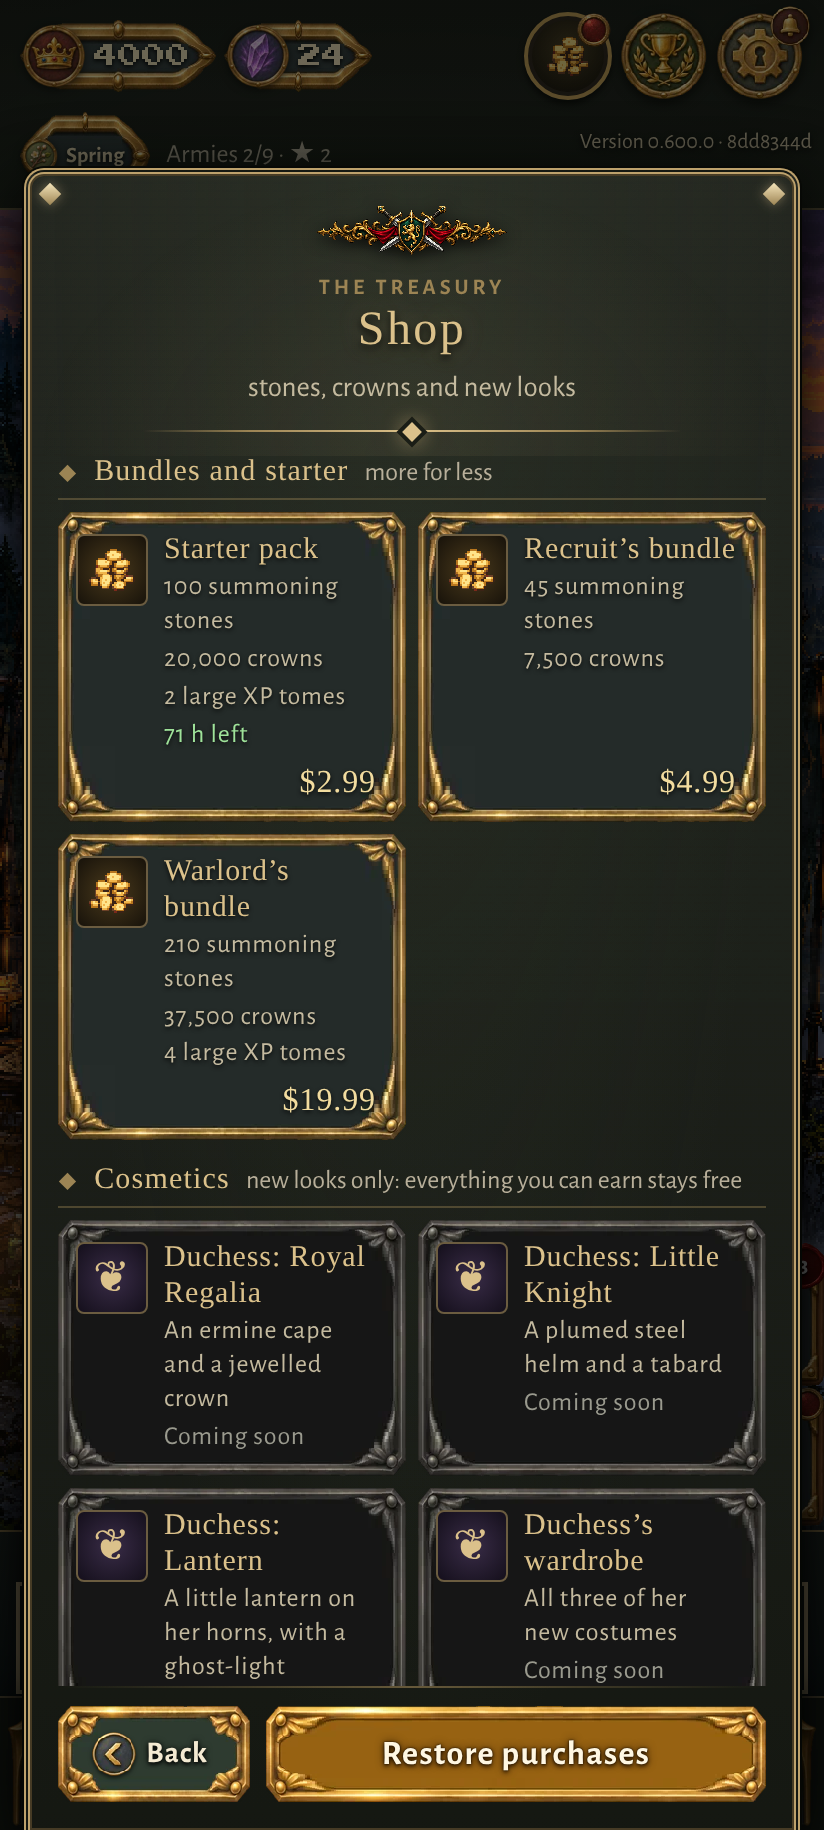 4000
24
Spring
Armies 2/9 · ★ 2
Version 0.600.0 · 8dd8344d
THE TREASURY
Shop
stones, crowns and new looks
Bundles and starter more for less
Starter pack
100 summoning
stones
20,000 crowns
2 large XP tomes
71 h left
$2.99
Recruit’s bundle
45 summoning
stones
7,500 crowns
$4.99
Warlord’s
bundle
210 summoning
stones
37,500 crowns
4 large XP tomes
$19.99
Cosmetics new looks only: everything you can earn stays free
Duchess: Royal
Regalia
An ermine cape
and a jewelled
crown
Coming soon
Duchess: Little
Knight
A plumed steel
helm and a tabard
Coming soon
Duchess:
Lantern
A little lantern on
her horns, with a
ghost-light
Duchess’s
wardrobe
All three of her
new costumes
Coming soon
Back
Restore purchases